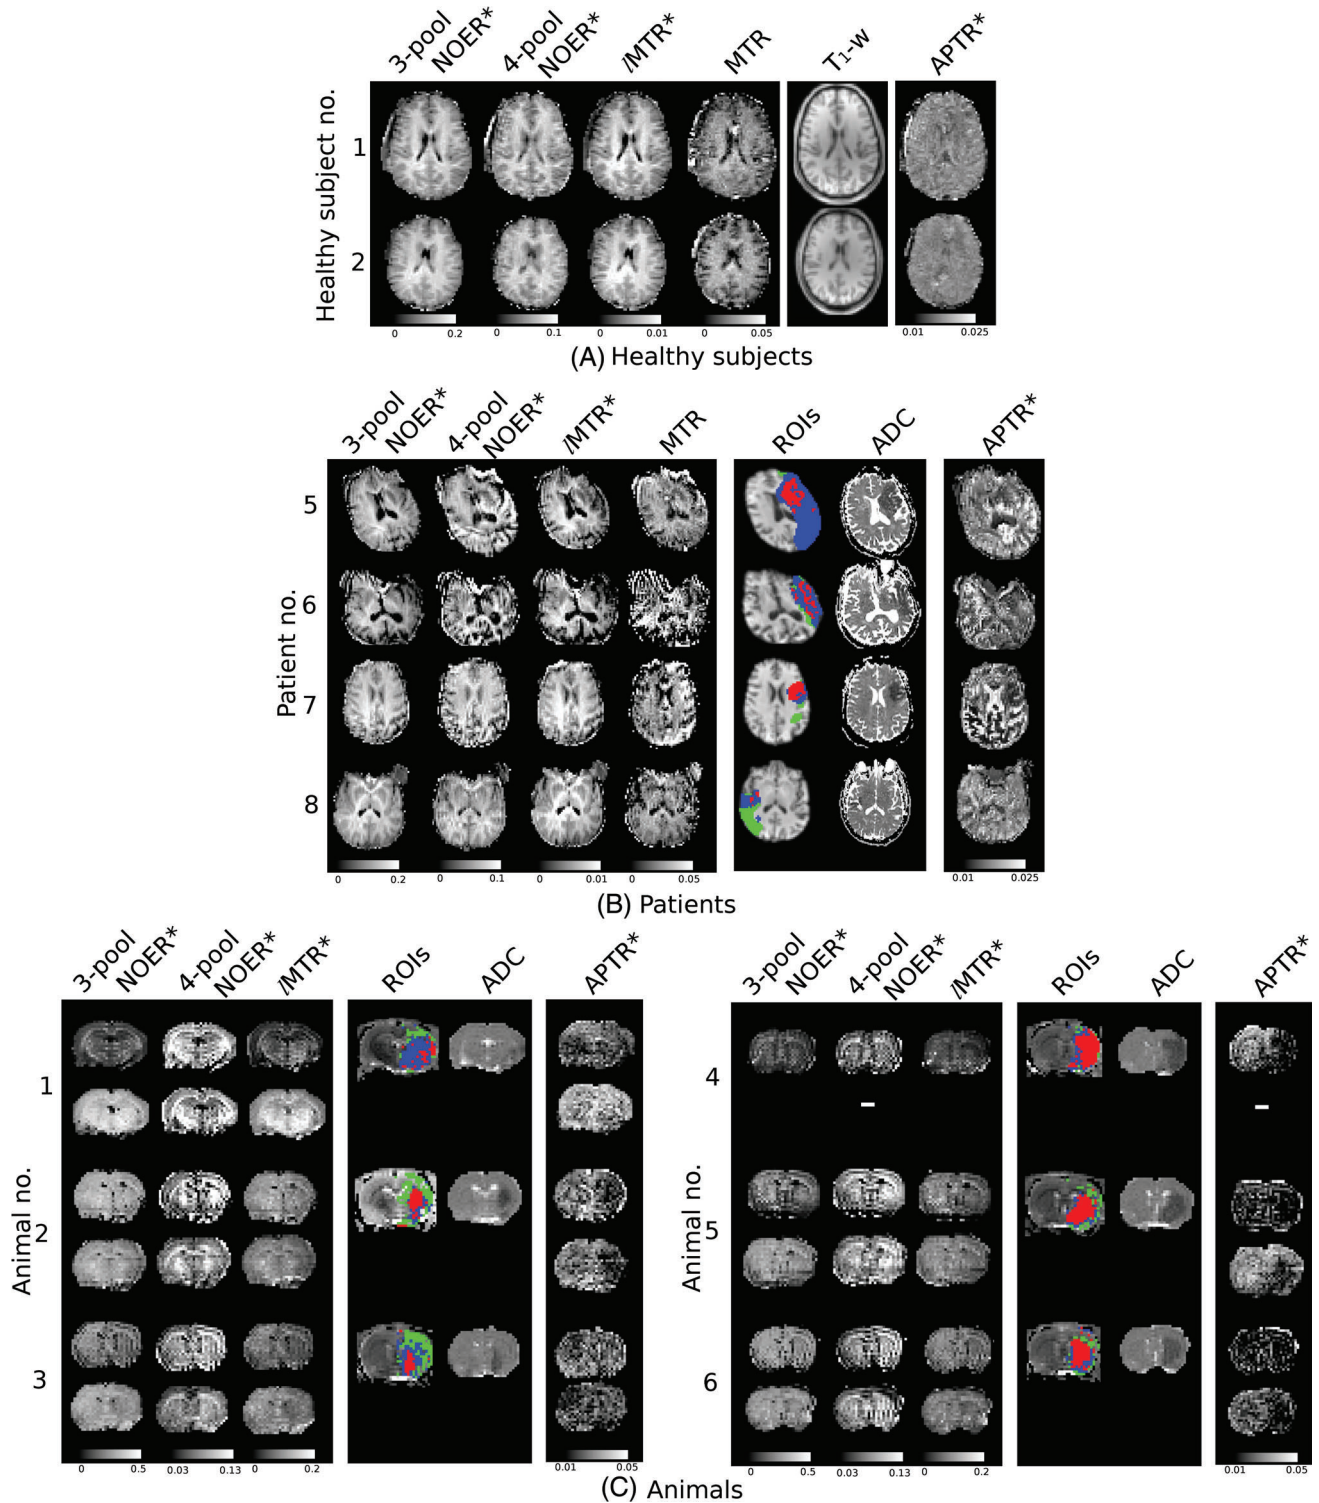 3-pool NOER*
4-pool NOER*
lMTR*
MTR
T1-w
APTR*
Healthy subject no.
1
2
0 0.2
0 0.1
0 0.01
0 0.05
0.01 0.025
(A) Healthy subjects
3-pool NOER*
4-pool NOER*
lMTR*
MTR
ROIs
ADC
APTR*
Patient no.
5
6
7
8
0 0.2
0 0.1
0 0.01
0 0.05
0.01 0.025
(B) Patients
3-pool NOER*
4-pool NOER*
lMTR*
ROIs
ADC
APTR*
Animal no.
1
2
3
0 0.5
0.03 0.13
0 0.2
0.01 0.05
3-pool NOER*
4-pool NOER*
lMTR*
ROIs
ADC
APTR*
Animal no.
4
5
6
0 0.5
0.03 0.13
0 0.2
0.01 0.05
(C) Animals